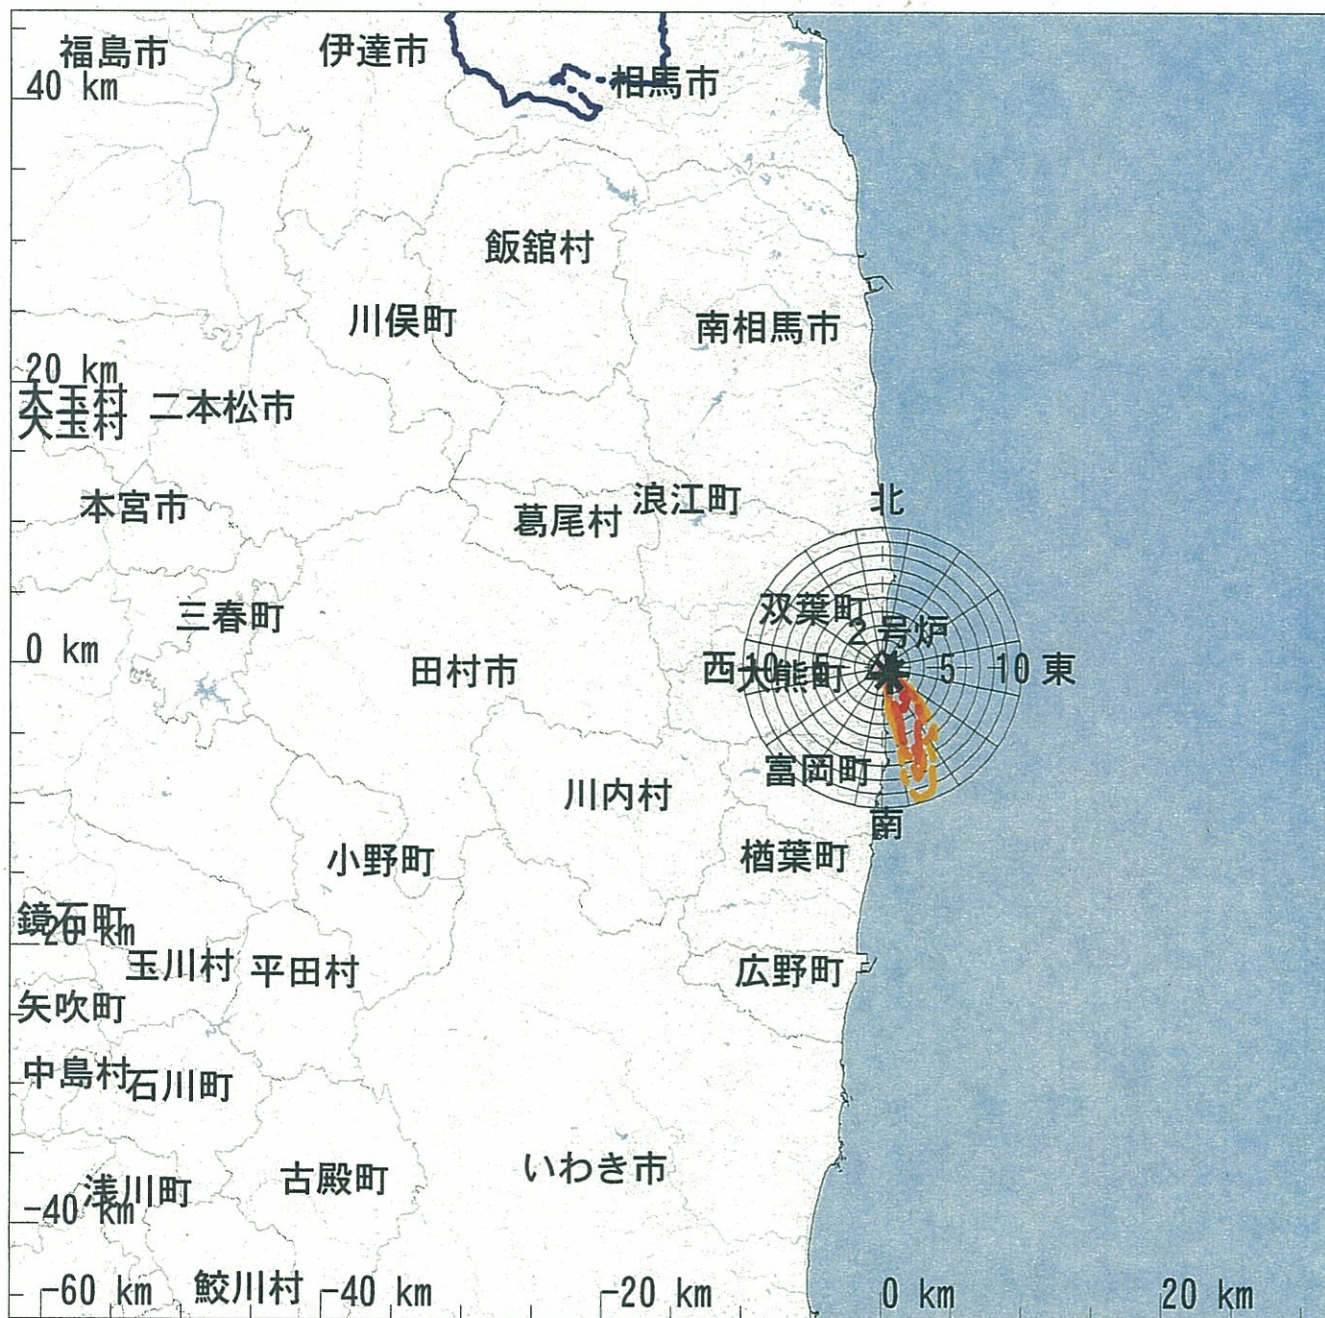 福島市
伊達市
相馬市
40 km
飯舘村
川俣町
南相馬市
20 km
大玉村
二本松市
大玉村
本宮市
葛尾村
浪江町
北
双葉町
三春町
2号炉
0 km
田村市
西 10 5
5 10 東
大熊町
富岡町
川内村
南
小野町
楢葉町
鏡石町
-20 km
玉川村
平田村
広野町
矢吹町
中島村
石川町
いわき市
古殿町
浅川町
-40 km
鮫川村
-60 km
-40 km
-20 km
0 km
20 km